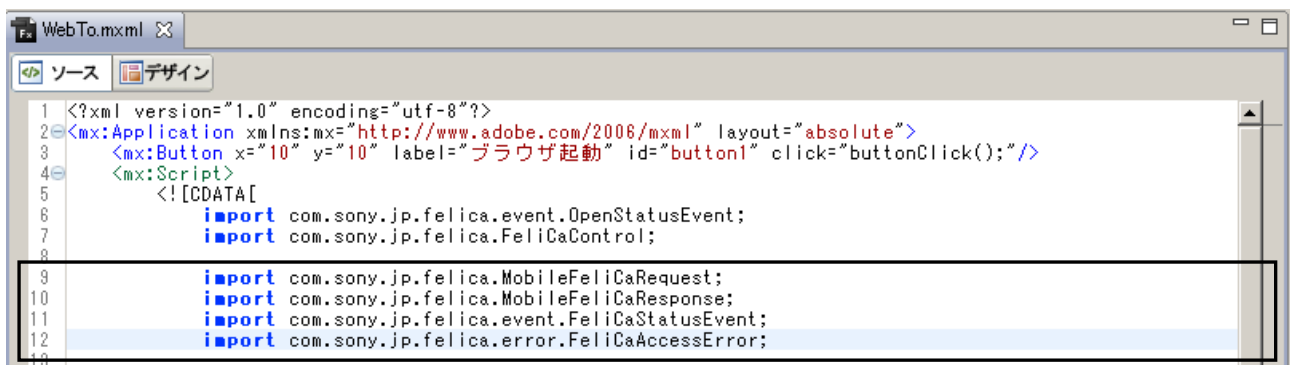 WebTo.mxml
ソース デザイン
1 <?xml version="1.0" encoding="utf-8"?>
2 <mx:Application xmlns:mx="http://www.adobe.com/2006/mxml" layout="absolute">
3 <mx:Button x="10" y="10" label="ブラウザ起動" id="button1" click="buttonClick();"/>
4 <mx:Script>
5 <![CDATA[
6 import com.sony.jp.felica.event.OpenStatusEvent;
7 import com.sony.jp.felica.FeliCaControl;
8
9 import com.sony.jp.felica.MobileFeliCaRequest;
10 import com.sony.jp.felica.MobileFeliCaResponse;
11 import com.sony.jp.felica.event.FeliCaStatusEvent;
12 import com.sony.jp.felica.error.FeliCaAccessError;